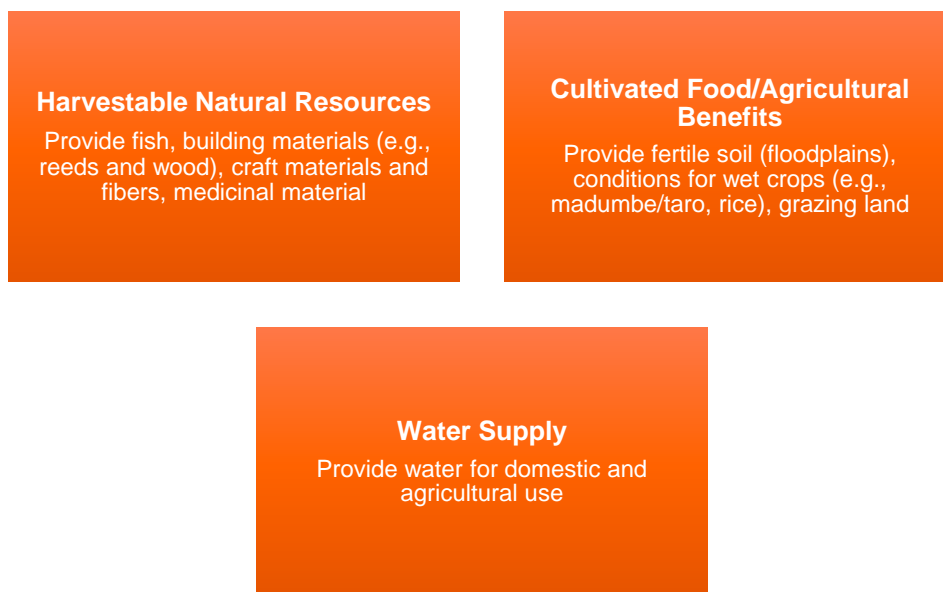 Harvestable Natural Resources
Provide fish, building materials (e.g.,
reeds and wood), craft materials and
fibers, medicinal material
Cultivated Food/Agricultural
Benefits
Provide fertile soil (floodplains),
conditions for wet crops (e.g.,
madumbe/taro, rice), grazing land
Water Supply
Provide water for domestic and
agricultural use